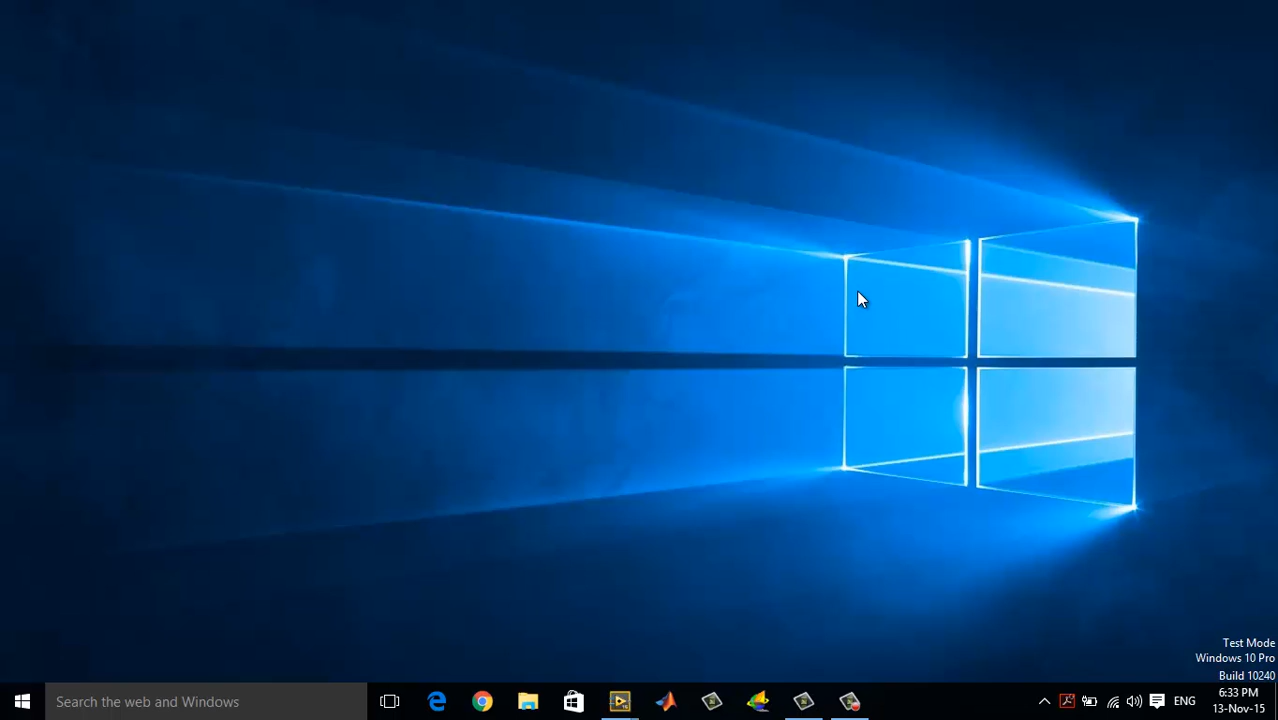 Test Mode
Windows 10 Pro
Build 10240
Search the web and Windows
ENG
6:33 PM
13-Nov-15